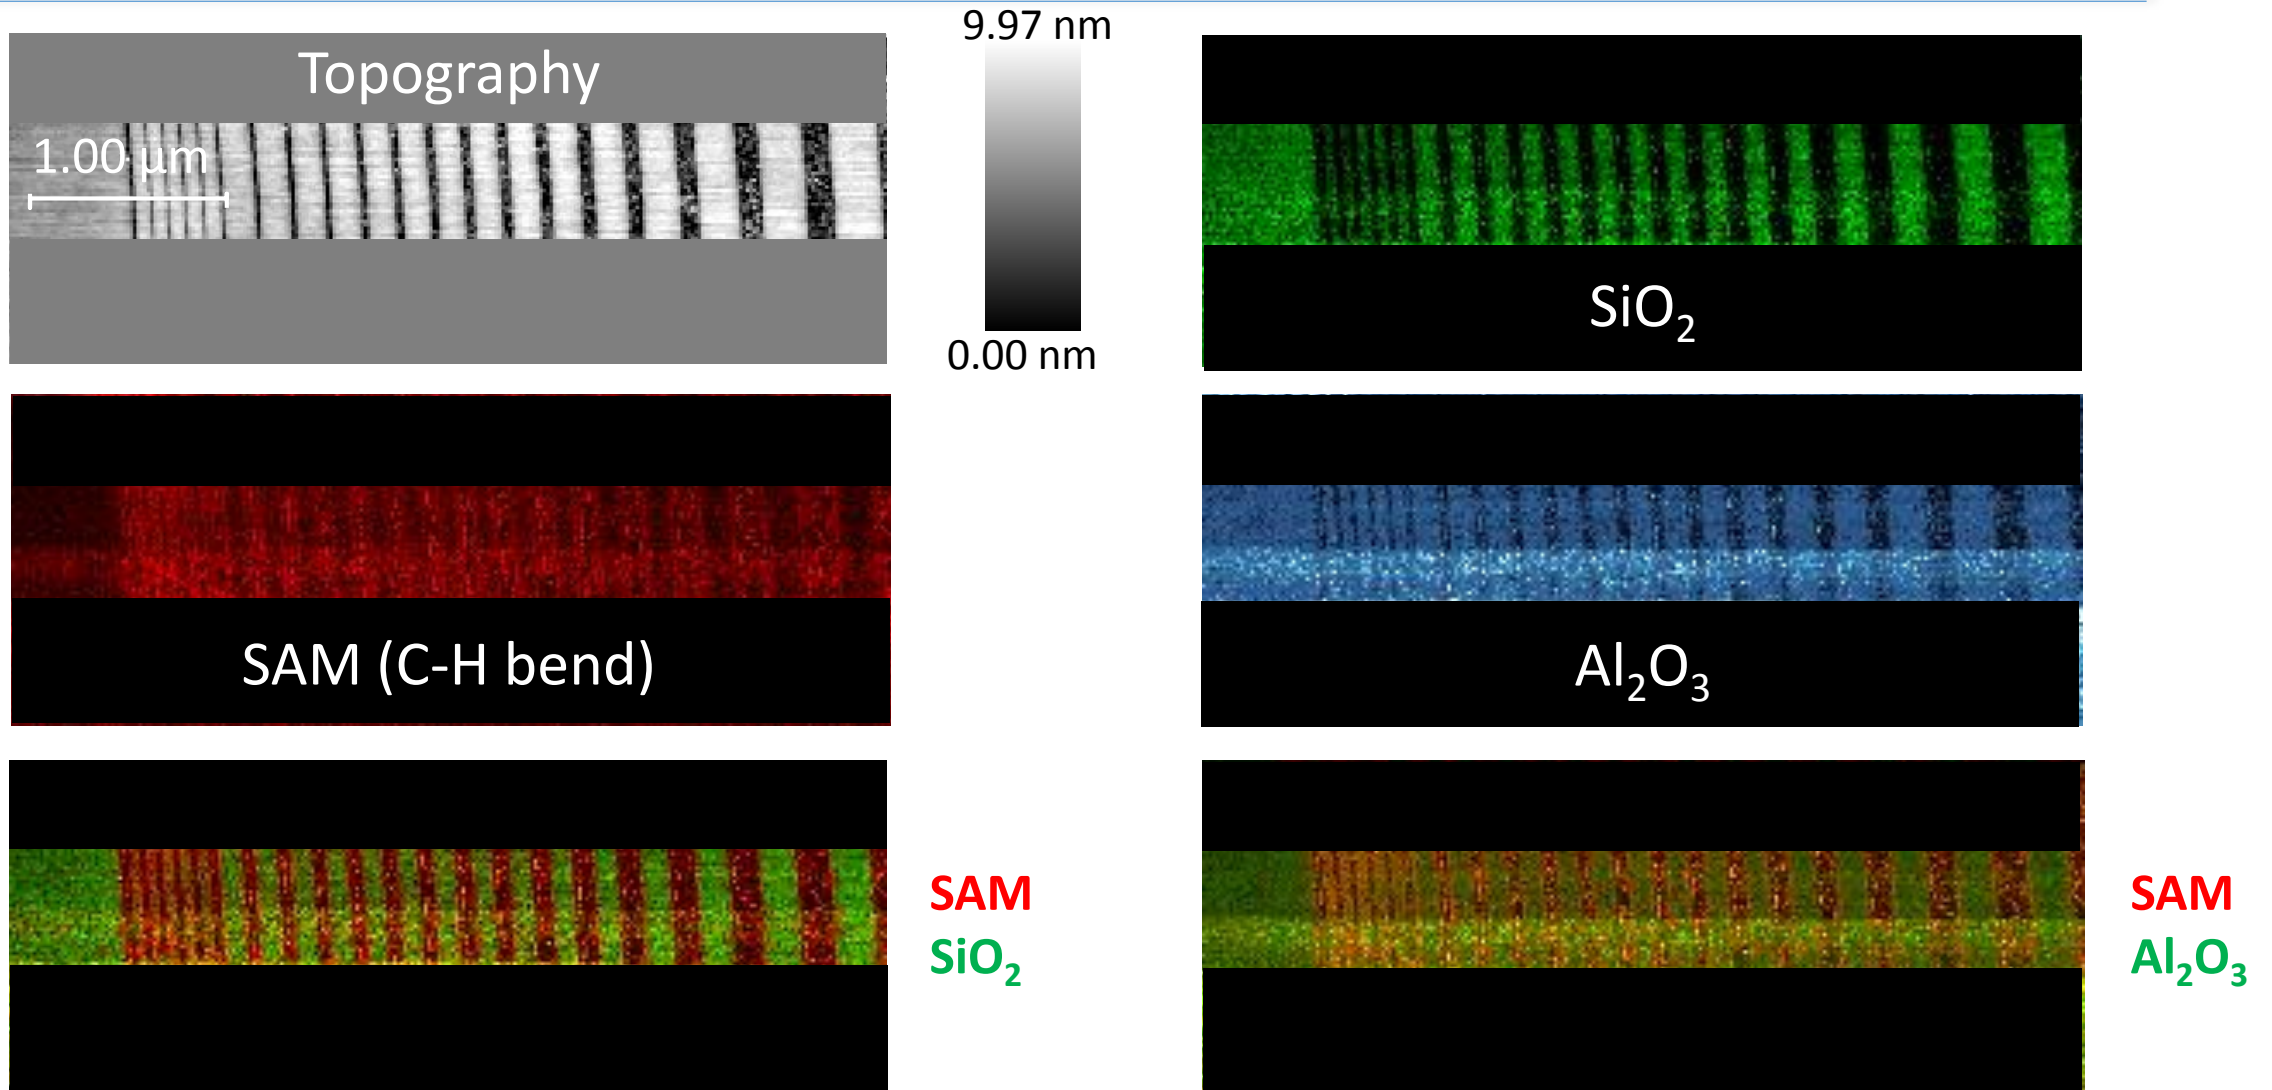 Topography
1.00 μm
9.97 nm
0.00 nm
SiO₂
SAM (C-H bend)
Al₂O₃
SAM
SiO₂
SAM
Al₂O₃